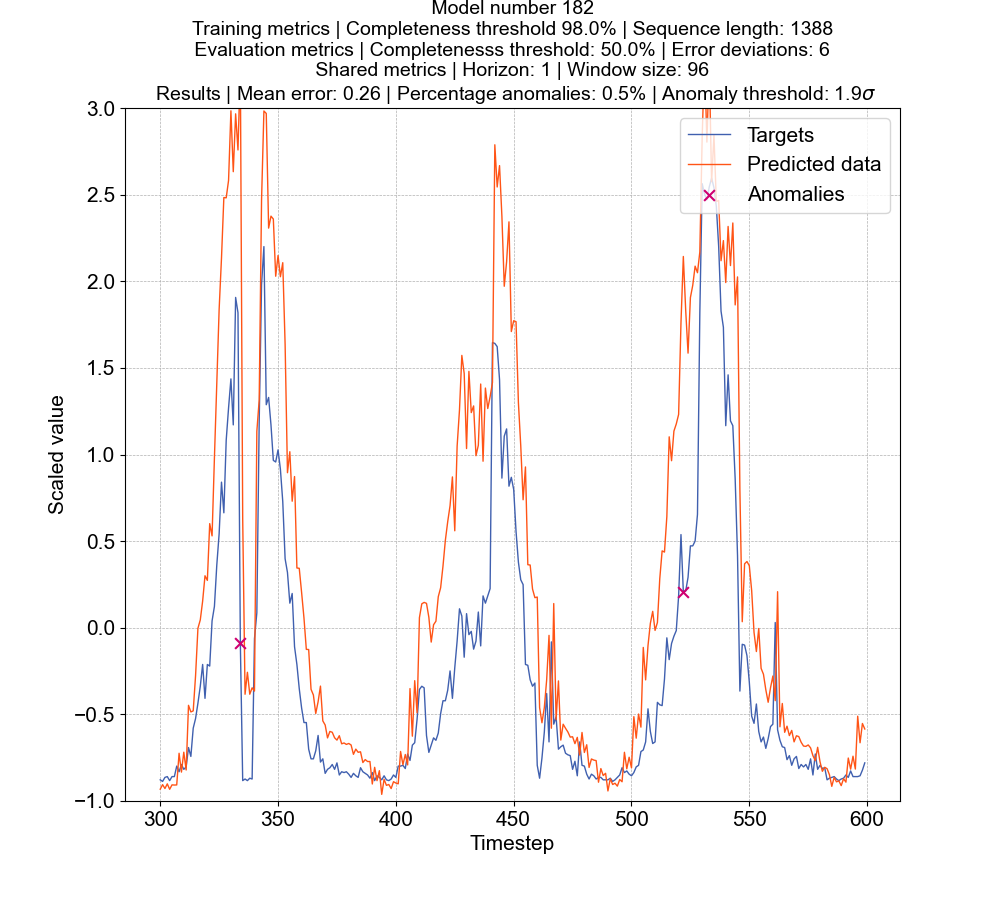 Model number 182
Training metrics | Completeness threshold 98.0% | Sequence length: 1388
Evaluation metrics | Completenesss threshold: 50.0% | Error deviations: 6
Shared metrics | Horizon: 1 | Window size: 96
Results | Mean error: 0.26 | Percentage anomalies: 0.5% | Anomaly threshold: 1.9σ
3.0
2.5
2.0
1.5
1.0
0.5
0.0
−0.5
−1.0
Scaled value
Targets
Predicted data
Anomalies
300 350 400 450 500 550 600
Timestep